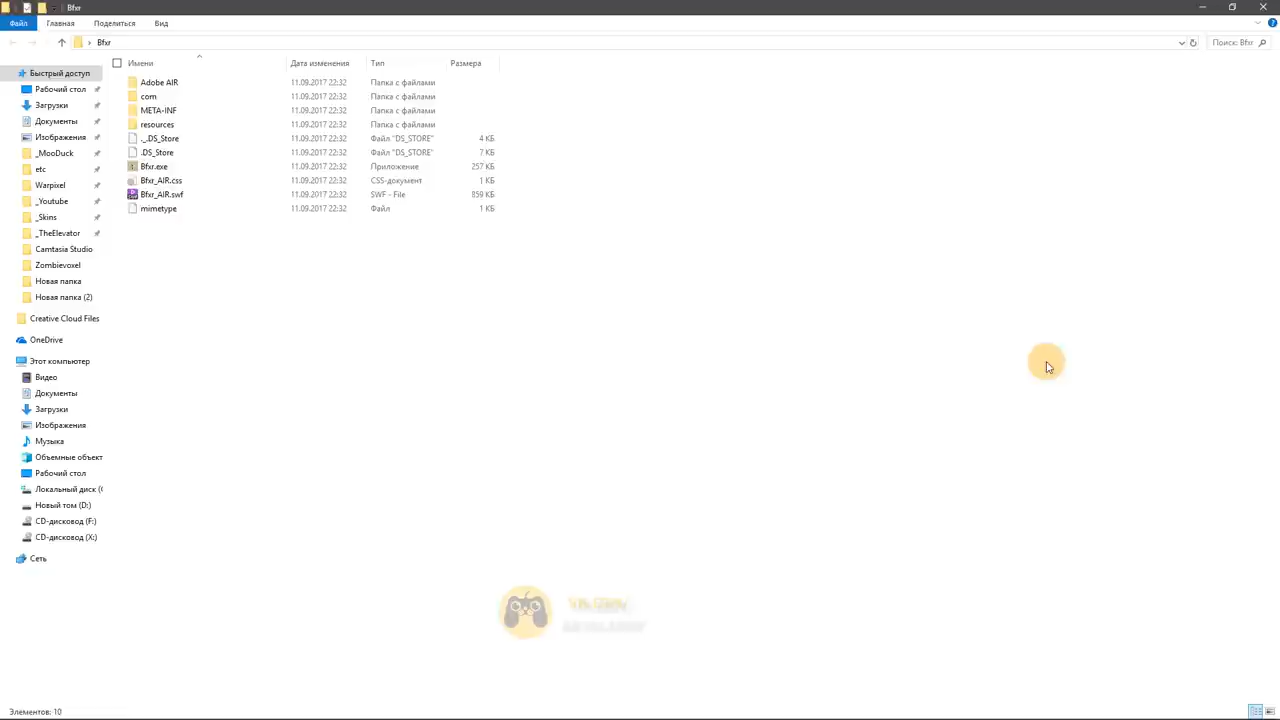 Bfxr
Файл Главная Поделиться Вид
Bfxr
Поиск: Bfxr
Имени Дата изменения Тип Размера
Adobe AIR 11.09.2017 22:32 Папка с файлами
com 11.09.2017 22:32 Папка с файлами
META-INF 11.09.2017 22:32 Папка с файлами
resources 11.09.2017 22:32 Папка с файлами
._.DS_Store 11.09.2017 22:32 Файл "DS_STORE" 4 КБ
.DS_Store 11.09.2017 22:32 Файл "DS_STORE" 7 КБ
Bfxr.exe 11.09.2017 22:32 Приложение 257 КБ
Bfxr_AIR.css 11.09.2017 22:32 CSS-документ 1 КБ
Bfxr_AIR.swf 11.09.2017 22:32 SWF - File 859 КБ
mimetype 11.09.2017 22:32 Файл 1 КБ
Быстрый доступ
Рабочий стол
Загрузки
Документы
Изображения
_MooDuck
etc
Warpixel
_Youtube
_Skins
_TheElevator
Camtasia Studio
Zombievoxel
Новая папка
Новая папка (2)
Creative Cloud Files
OneDrive
Этот компьютер
Видео
Документы
Загрузки
Изображения
Музыка
Объемные объект
Рабочий стол
Локальный диск (
Новый том (D:)
CD-дисковод (F:)
CD-дисковод (X:)
Сеть
Элементов: 10